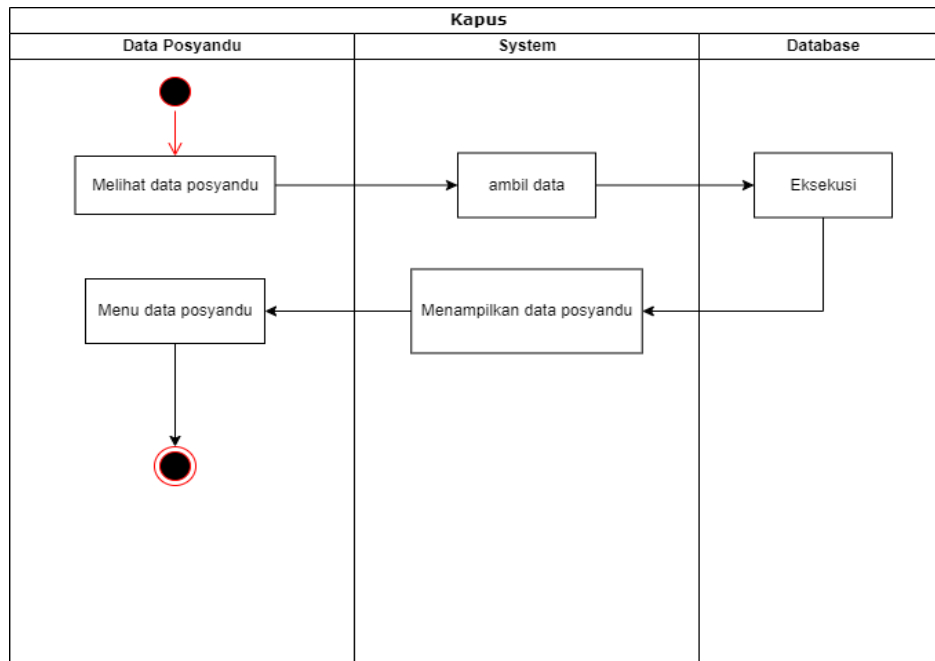 Kapus
Data Posyandu
System
Database
Melihat data posyandu
ambil data
Eksekusi
Menu data posyandu
Menampilkan data posyandu